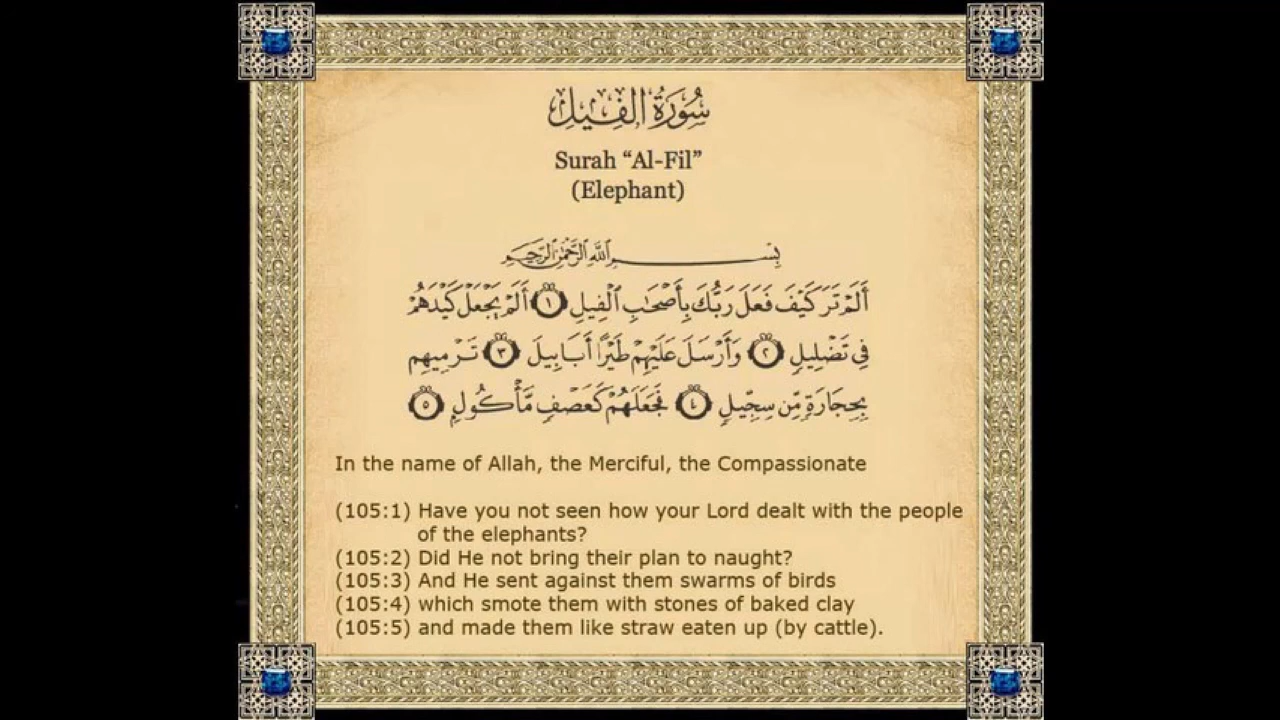 سُورَةُ الفِيلِ
Surah “Al-Fil”
(Elephant)
بِسْمِ اللَّهِ الرَّحْمَٰنِ الرَّحِيمِ
أَلَمْ تَرَ كَيْفَ فَعَلَ رَبُّكَ بِأَصْحَٰبِ ٱلْفِيلِ ١ أَلَمْ يَجْعَلْ كَيْدَهُمْ
فِى تَضْلِيلٍ ٢ وَأَرْسَلَ عَلَيْهِمْ طَيْرًا أَبَابِيلَ ٣ تَرْمِيهِم
بِحِجَارَةٍ مِّن سِجِّيلٍ ٤ فَجَعَلَهُمْ كَعَصْفٍ مَّأْكُولٍ ٥
In the name of Allah, the Merciful, the Compassionate
(105:1) Have you not seen how your Lord dealt with the people
of the elephants?
(105:2) Did He not bring their plan to naught?
(105:3) And He sent against them swarms of birds
(105:4) which smote them with stones of baked clay
(105:5) and made them like straw eaten up (by cattle).